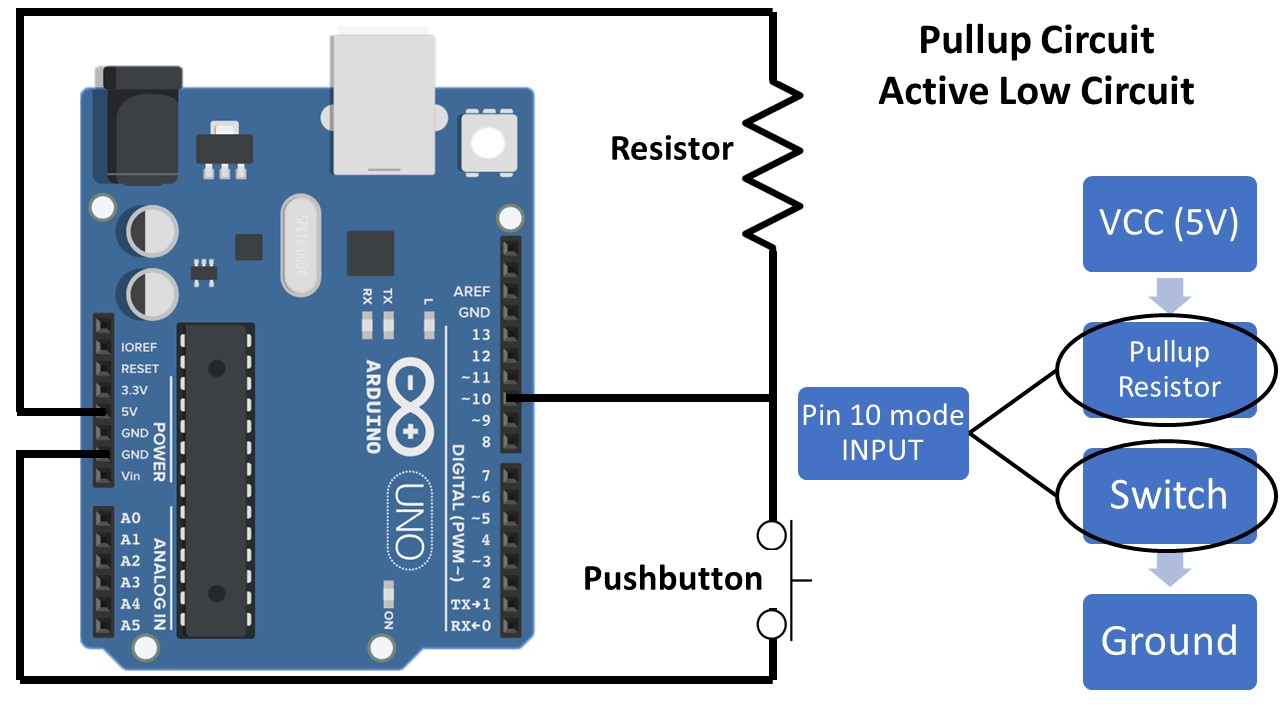 Pullup Circuit
Active Low Circuit
Resistor
VCC (5V)
Pullup
Resistor
Pin 10 mode
INPUT
Switch
Ground
Pushbutton
SPK16.000G
RX
TX
L
AREF
GND
13
12
~11
~10
~9
8
IOREF
RESET
3.3V
5V
GND
GND
Vin
POWER
ARDUINO
UNO
DIGITAL (PWM~)
7
~6
~5
4
~3
2
TX→1
RX←0
A0
A1
A2
A3
A4
A5
ANALOG IN
ON